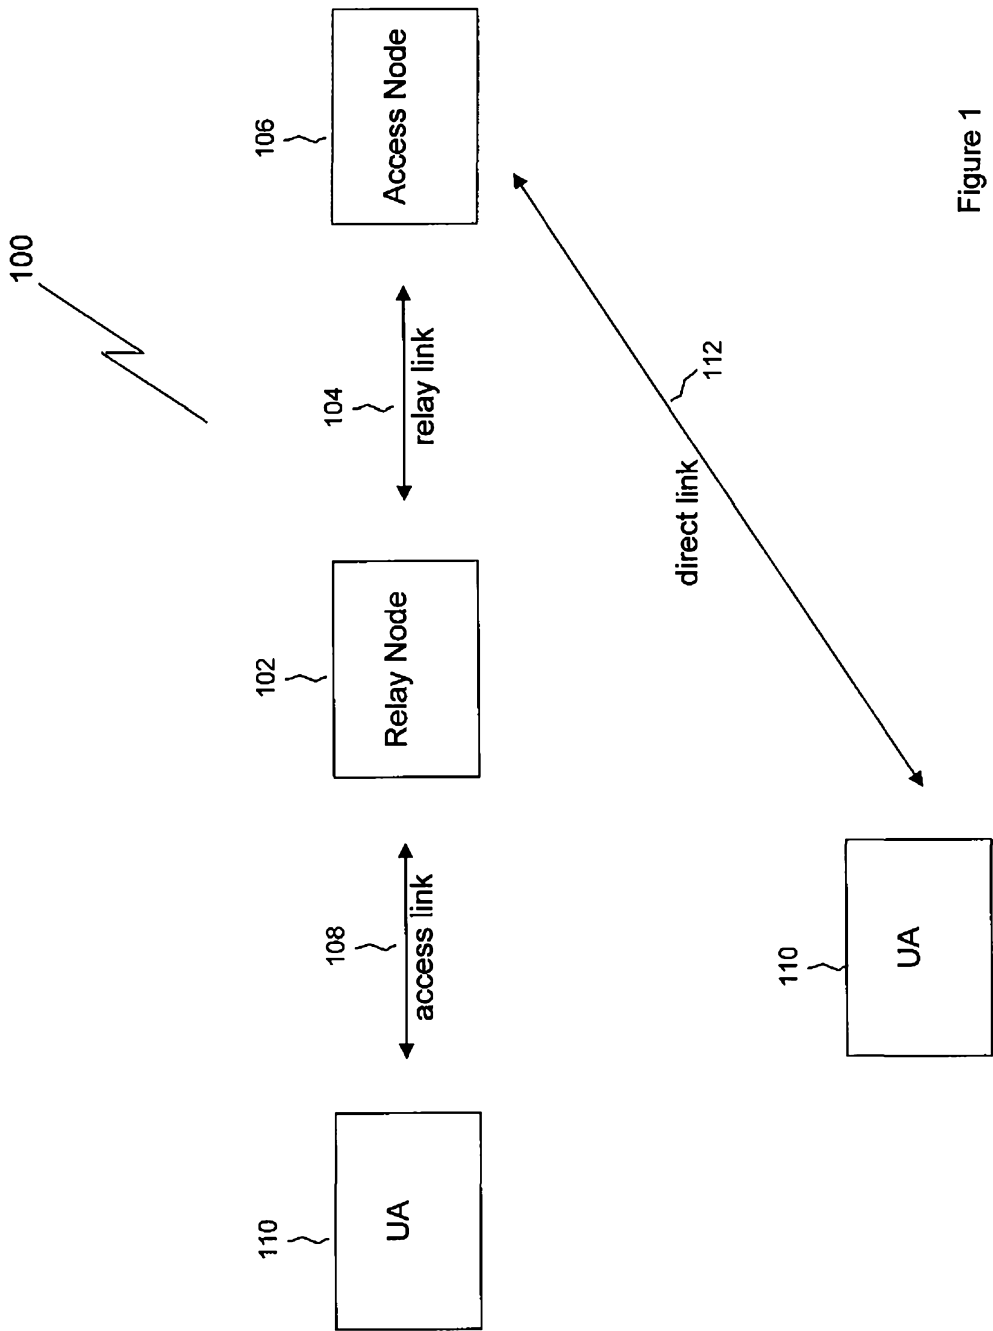 100
110
108
102
104
106
UA
access link
Relay Node
relay link
Access Node
110
UA
direct link
112
Figure 1